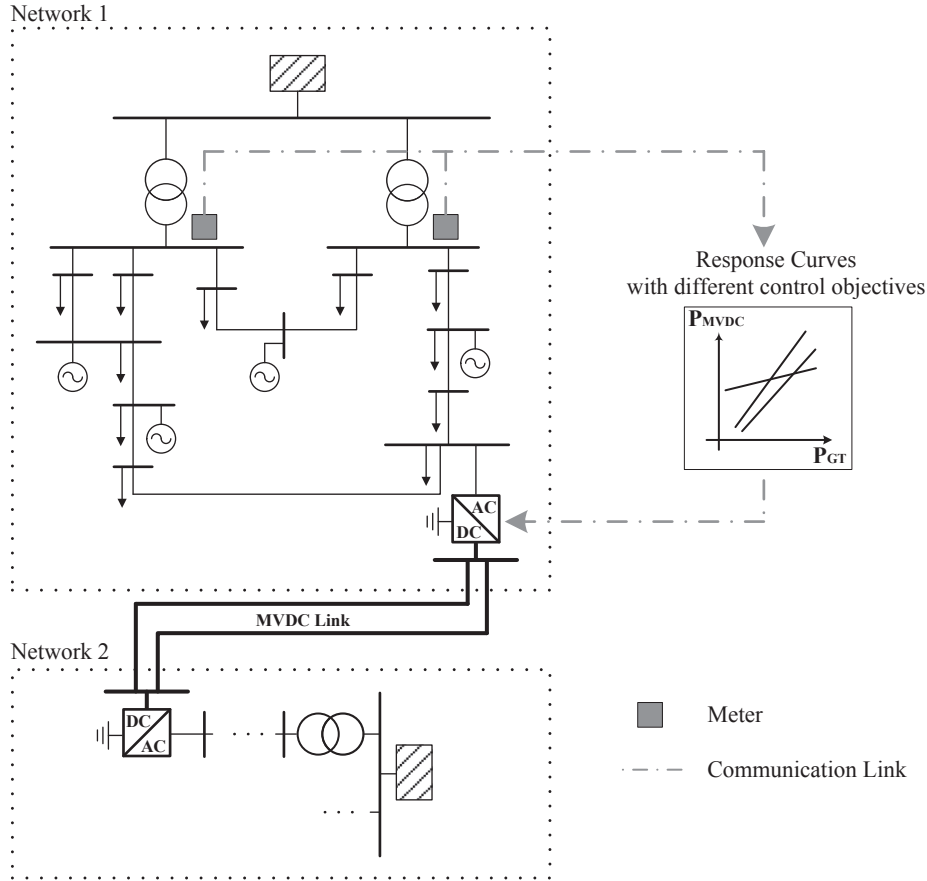 Network 1
Response Curves
with different control objectives
PMVDC
PGT
AC
DC
MVDC Link
Network 2
DC
AC
Meter
Communication Link